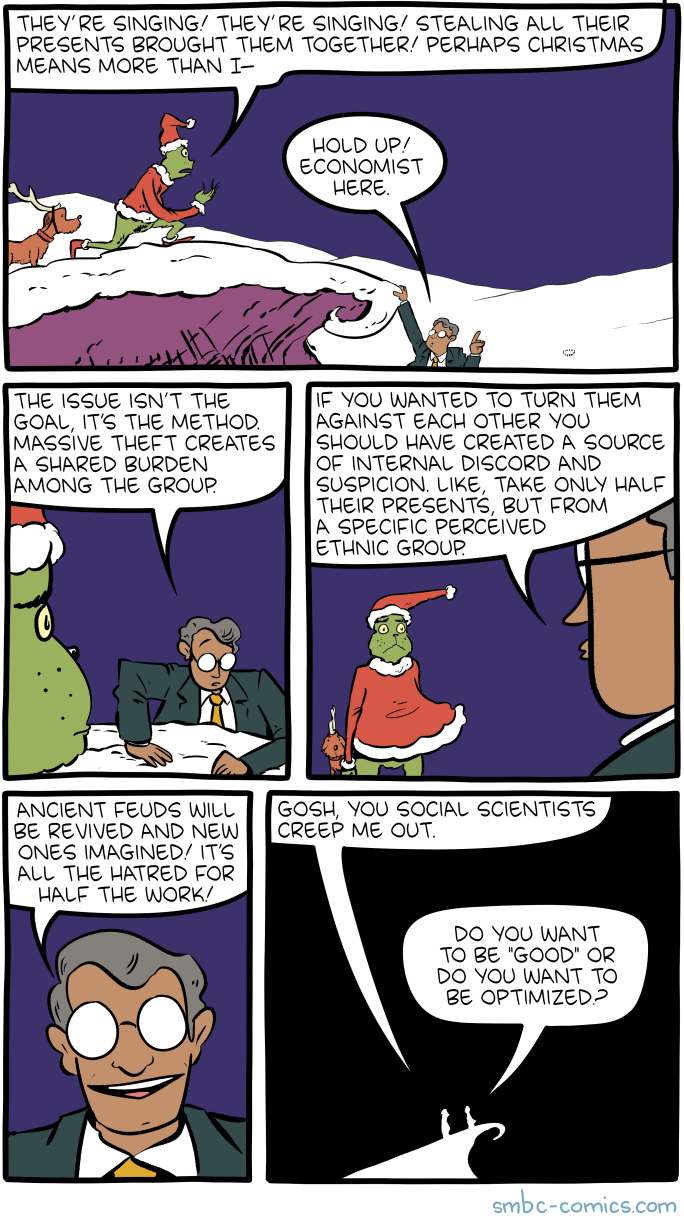 THEY'RE SINGING! THEY'RE SINGING! STEALING ALL THEIR
PRESENTS BROUGHT THEM TOGETHER! PERHAPS CHRISTMAS
MEANS MORE THAN I—
HOLD UP!
ECONOMIST
HERE.
THE ISSUE ISN'T THE
GOAL, IT'S THE METHOD.
MASSIVE THEFT CREATES
A SHARED BURDEN
AMONG THE GROUP.
IF YOU WANTED TO TURN THEM
AGAINST EACH OTHER YOU
SHOULD HAVE CREATED A SOURCE
OF INTERNAL DISCORD AND
SUSPICION. LIKE, TAKE ONLY HALF
THEIR PRESENTS, BUT FROM
A SPECIFIC PERCEIVED
ETHNIC GROUP.
ANCIENT FEUDS WILL
BE REVIVED AND NEW
ONES IMAGINED! IT'S
ALL THE HATRED FOR
HALF THE WORK!
GOSH, YOU SOCIAL SCIENTISTS
CREEP ME OUT.
DO YOU WANT
TO BE "GOOD" OR
DO YOU WANT TO
BE OPTIMIZED?
smbc-comics.com